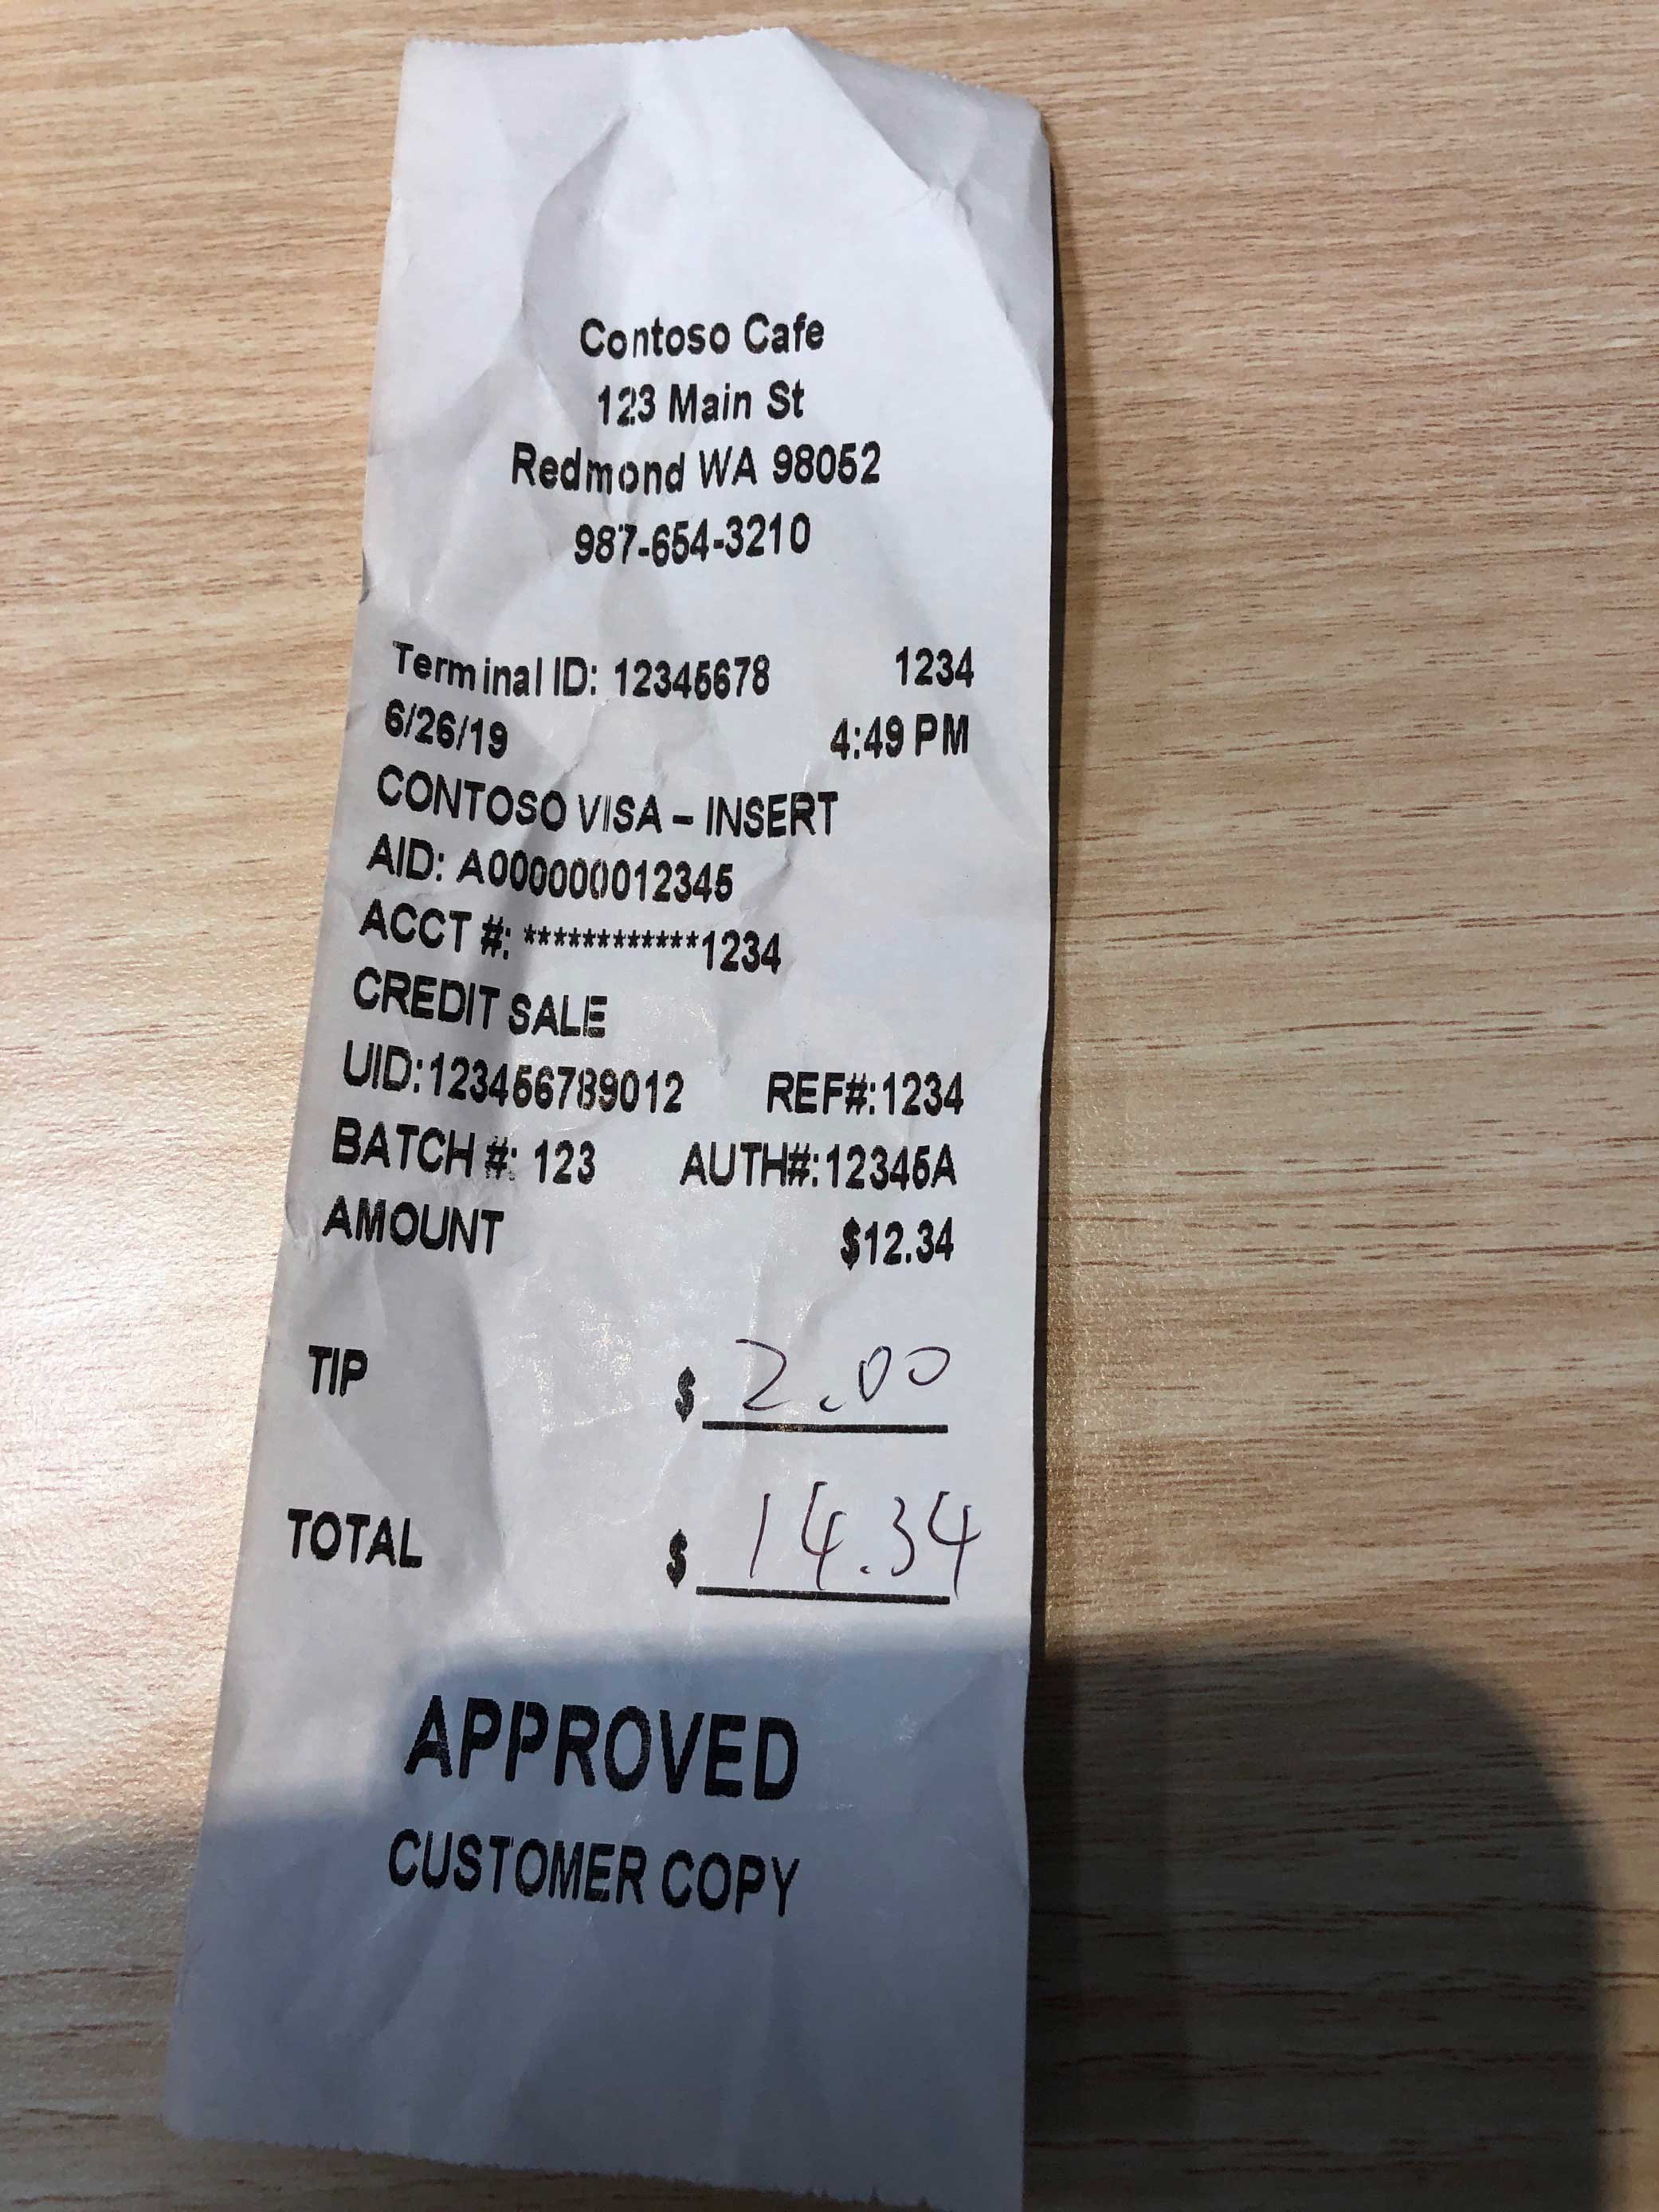 Contoso Cafe
123 Main St
Redmond WA 98052
987-654-3210
Terminal ID: 12345678 1234
6/26/19 4:49 PM
CONTOSO VISA – INSERT
AID: A000000012345
ACCT #: ************1234
CREDIT SALE
UID:123456789012 REF#:1234
BATCH #: 123 AUTH#:12345A
AMOUNT $12.34
TIP $ 2.00
TOTAL $ 14.34
APPROVED
CUSTOMER COPY